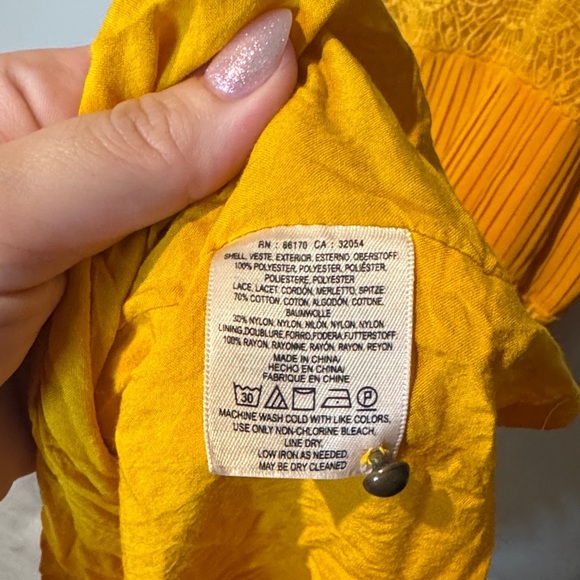 RN : 66170 CA : 32054
SHELL, VESTE, EXTERIOR, ESTERNO, OBERSTOFF
100% POLYESTER, POLYESTER, POLIÉSTER,
POLIESTERE, POLYESTER
LACE, LACET, CORDÓN, MERLETTO, SPITZE:
70% COTTON, COTON, ALGODÓN, COTONE,
BAUMWOLLE
30% NYLON, NYLON, NILÓN, NYLON, NYLON
LINING,DOUBLURE,FORRO,FODERA,FUTTERSTOFF
100% RAYON, RAYONNE, RAYÓN, RAYON, REYON
MADE IN CHINA/
HECHO EN CHINA/
FABRIQUE EN CHINE
30 P
MACHINE WASH COLD WITH LIKE COLORS,
USE ONLY NON-CHLORINE BLEACH,
LINE DRY.
LOW IRON AS NEEDED,
MAY BE DRY CLEANED